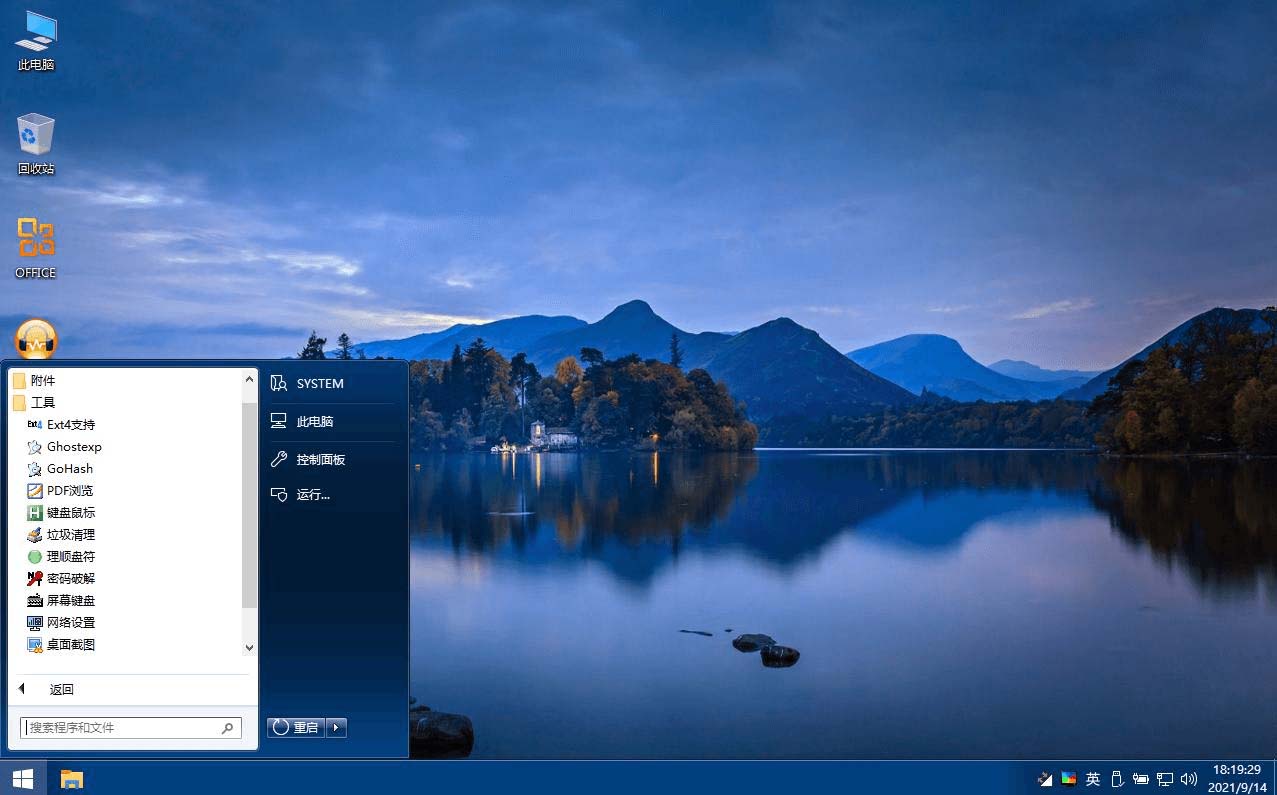 此电脑
回收站
OFFICE
附件
工具
Ext4支持
Ghostexp
GoHash
PDF浏览
键盘鼠标
垃圾清理
理顺盘符
密码破解
屏幕键盘
网络设置
桌面截图
返回
搜索程序和文件
SYSTEM
此电脑
控制面板
运行...
重启
英
18:19:29
2021/9/14